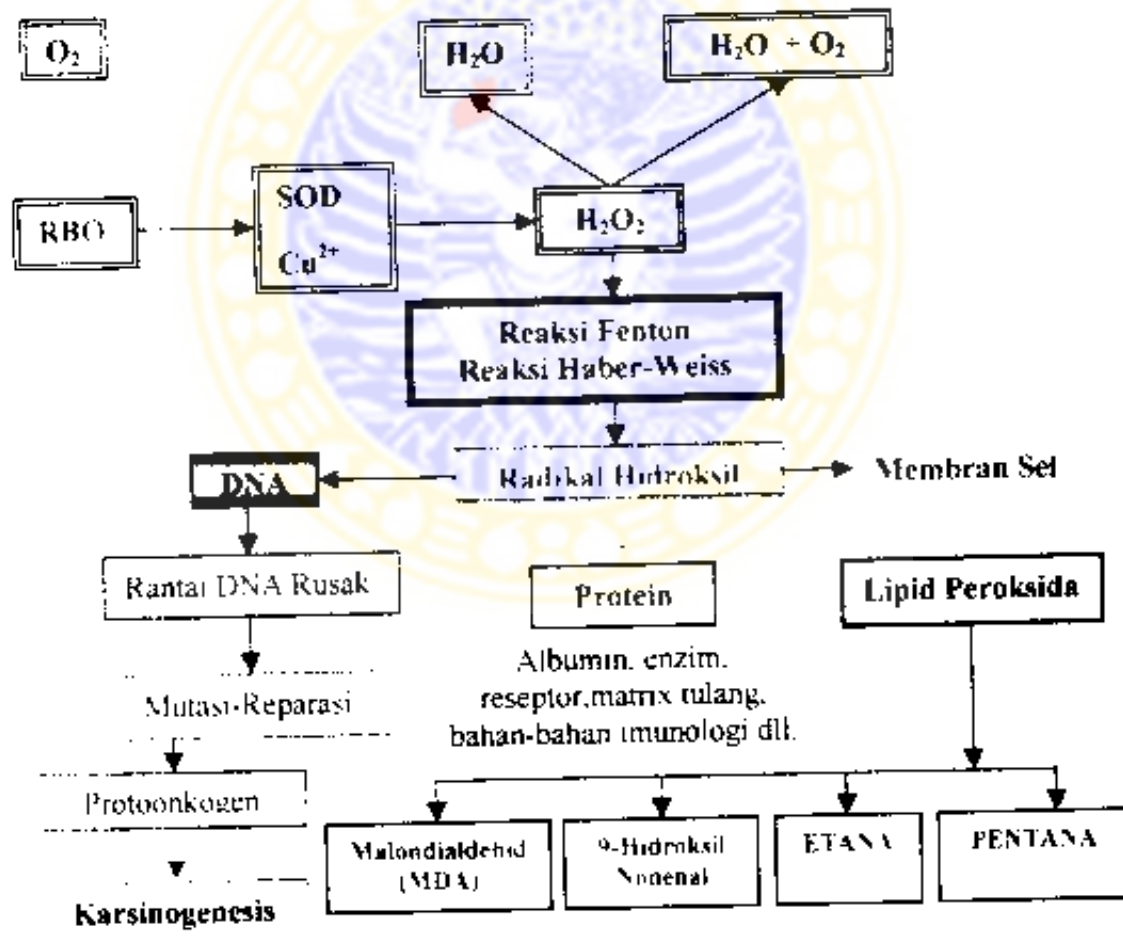 O₂
H₂O
H₂O + O₂
RBO
SOD
Cu²⁺
H₂O₂
Reaksi Fenton
Reaksi Haber-Weiss
DNA
Radikal Hidroksil
Membran Sel
Rantai DNA Rusak
Protein
Lipid Peroksida
Albumin, enzim,
reseptor,matrix tulang,
bahan-bahan imunologi dll.
Mutasi-Reparasi
Protoonkogen
Karsinogenesis
Malondialdehid
(MDA)
9-Hidroksil
Nonenal
ETANA
PENTANA